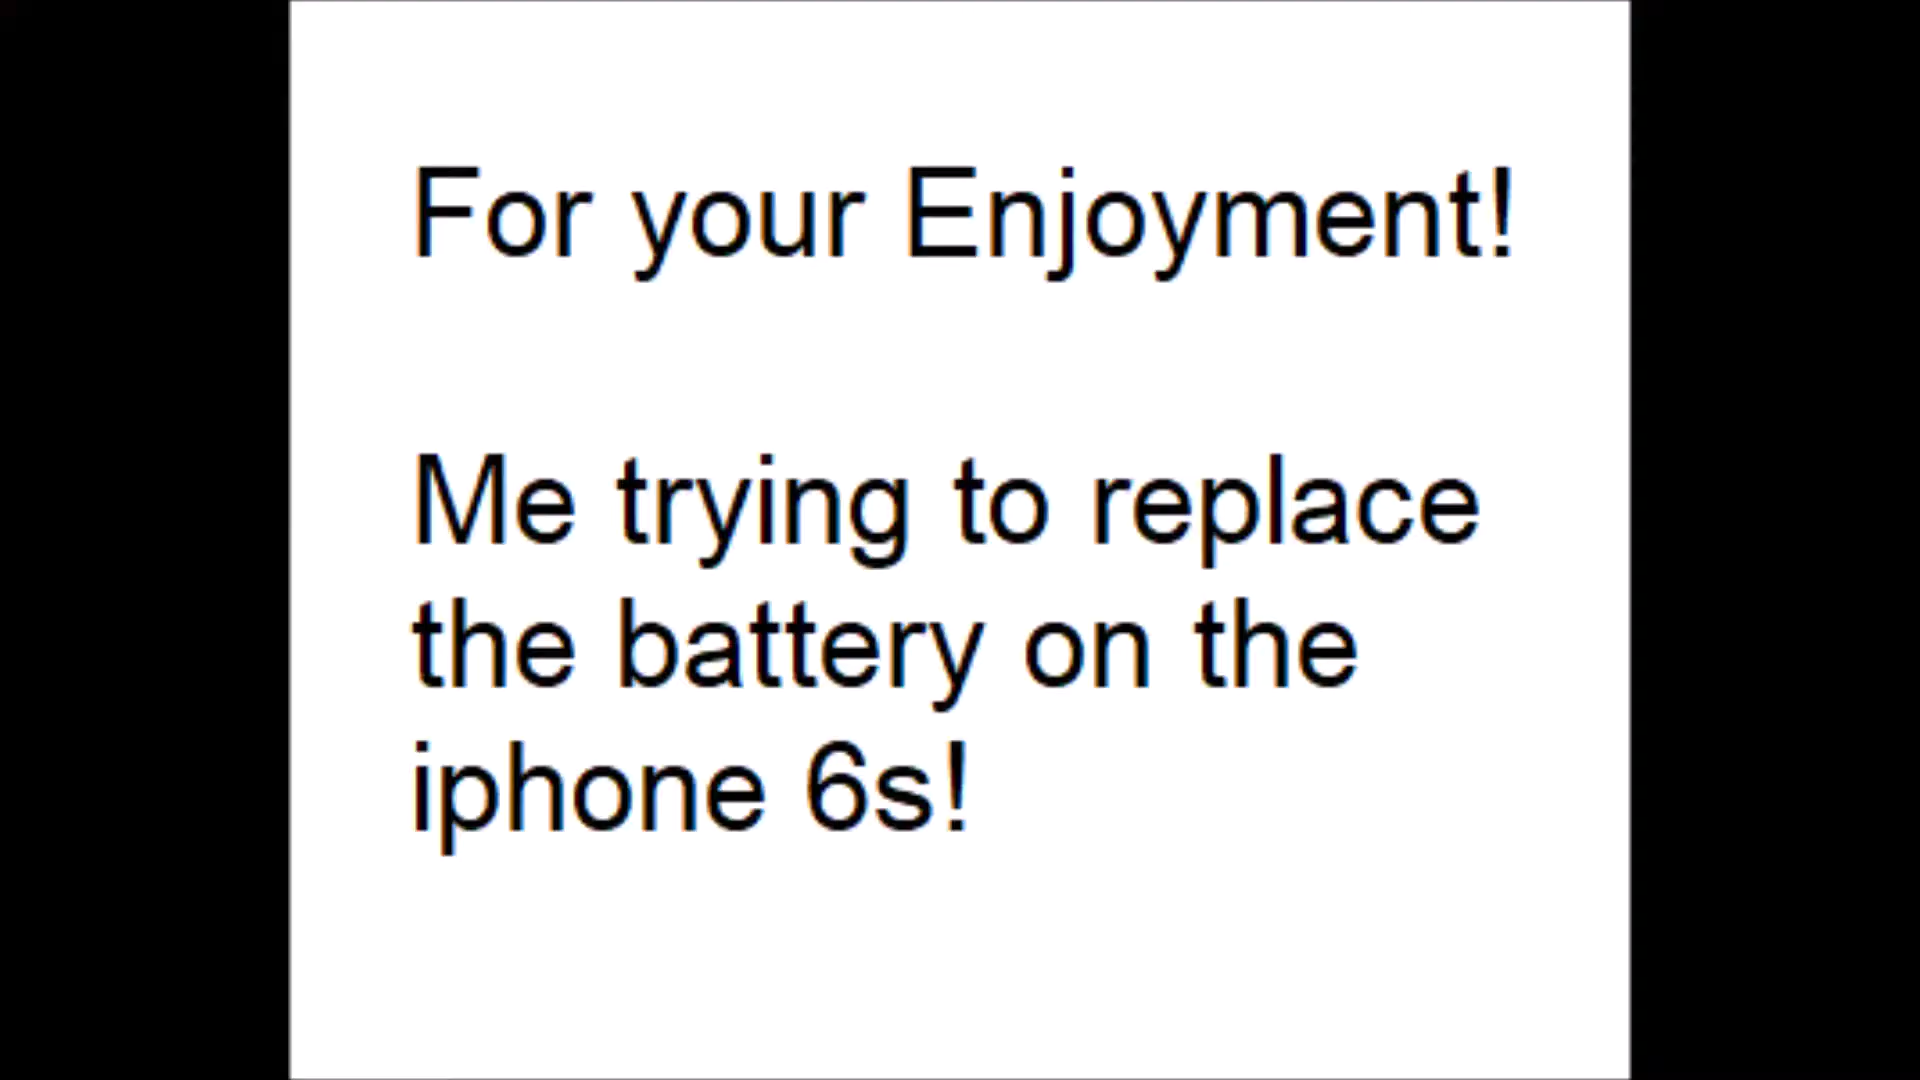 For your Enjoyment!
Me trying to replace
the battery on the
iphone 6s!